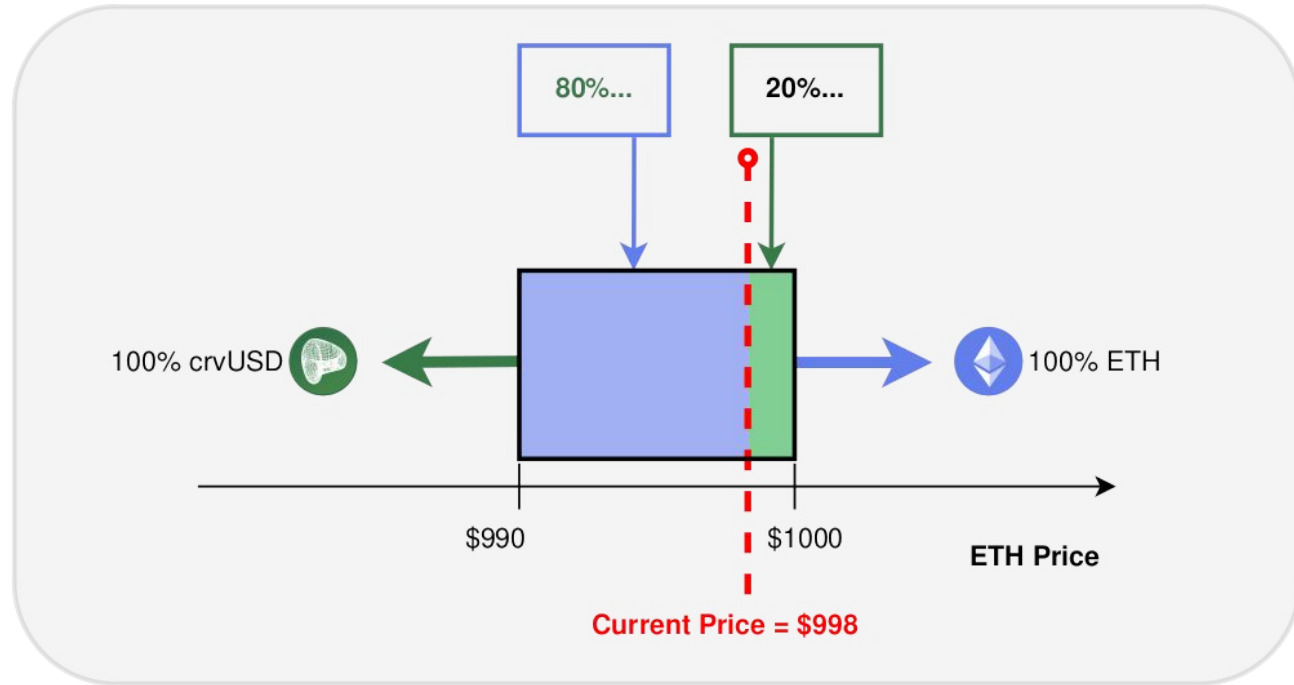 80%...
20%...
100% crvUSD
100% ETH
$990
$1000
ETH Price
Current Price = $998